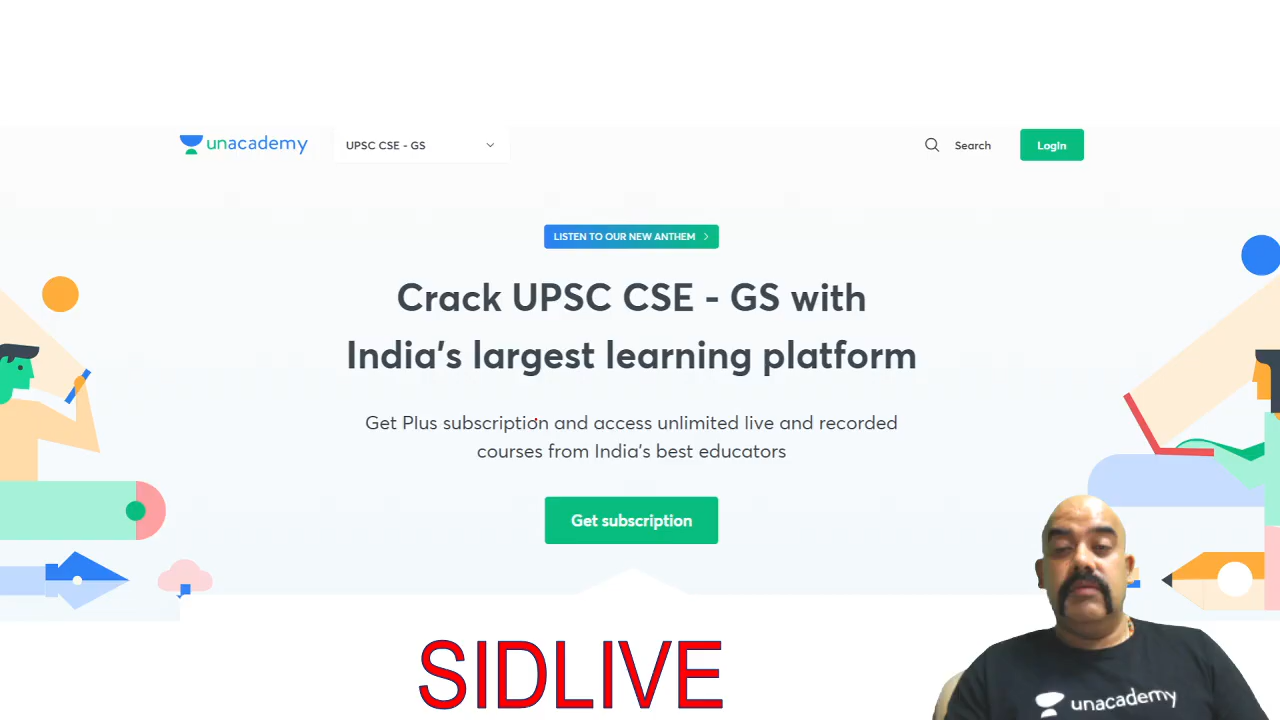 unacademy
UPSC CSE - GS
Search
Login
LISTEN TO OUR NEW ANTHEM
Crack UPSC CSE - GS with
India's largest learning platform
Get Plus subscription and access unlimited live and recorded
courses from India's best educators
Get subscription
SIDLIVE
unacademy